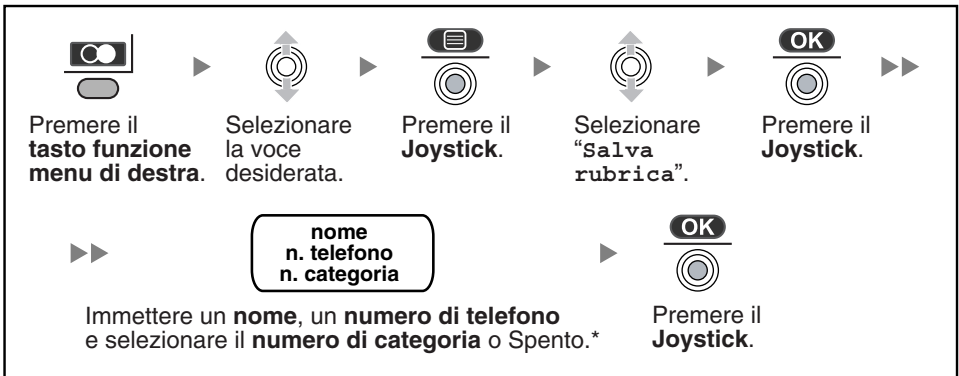 OK
Premere il
tasto funzione
menu di destra.
Selezionare
la voce
desiderata.
Premere il
Joystick.
Selezionare
“Salva
rubrica”.
Premere il
Joystick.
nome
n. telefono
n. categoria
OK
Immettere un nome, un numero di telefono
e selezionare il numero di categoria o Spento.*
Premere il
Joystick.